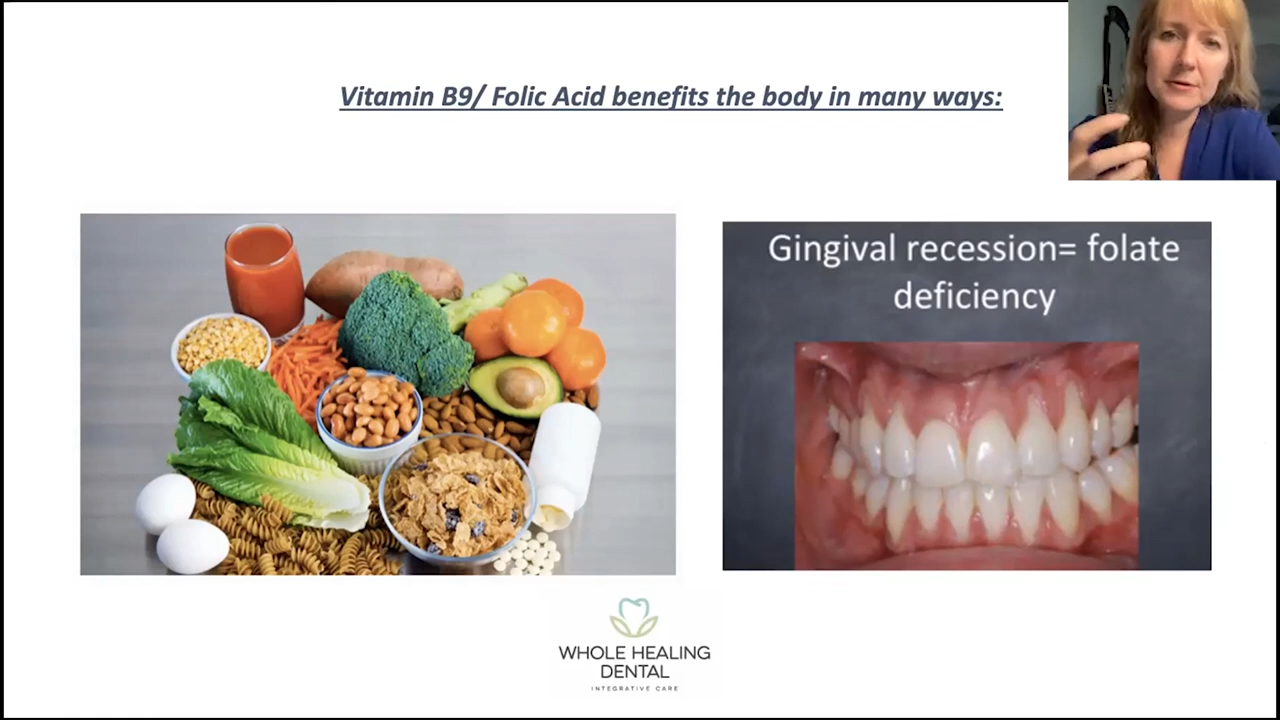 Vitamin B9/ Folic Acid benefits the body in many ways:
Gingival recession= folate
deficiency
WHOLE HEALING
DENTAL
INTEGRATIVE CARE